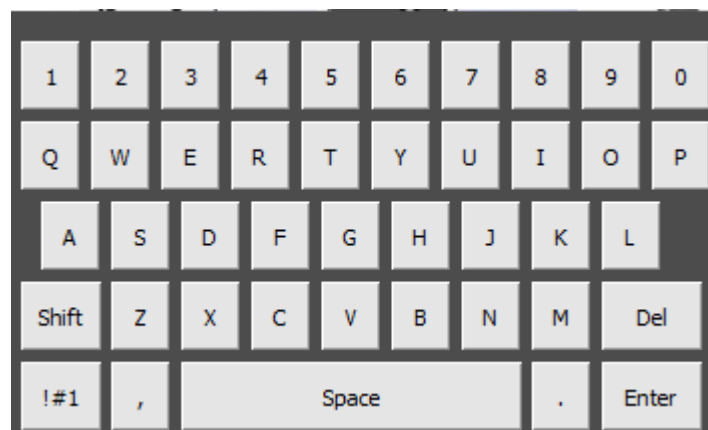 1 2 3 4 5 6 7 8 9 0
Q W E R T Y U I O P
A S D F G H J K L
Shift Z X C V B N M Del
!#1 , Space . Enter